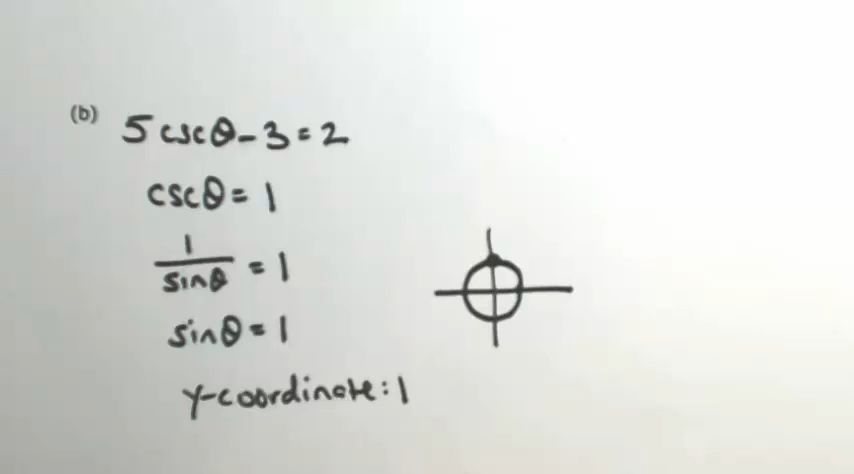 (b) 5cscθ-3=2
cscθ=1
1/sinθ = 1
sinθ=1
y-coordinate:1